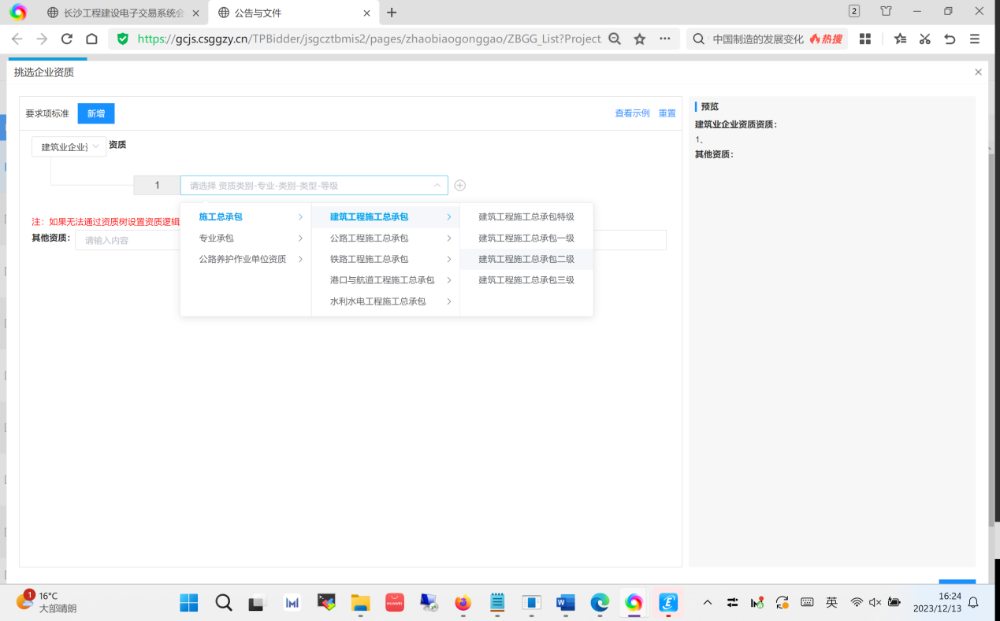 长沙工程建设电子交易系统会
公告与文件
2
https://gcjs.csggzy.cn/TPBidder/jsgcztbmis2/pages/zhaobiaogonggao/ZBGG_List?Project
中国制造的发展变化 热搜
挑选企业资质
要求项标准 新增 查看示例 重置
建筑业企业 资质
1 请选择 资质类别-专业-类别-类型-等级
施工总承包 建筑工程施工总承包 建筑工程施工总承包特级
专业承包 公路工程施工总承包 建筑工程施工总承包一级
公路养护作业单位资质 铁路工程施工总承包 建筑工程施工总承包二级
港口与航道工程施工总承包 建筑工程施工总承包三级
水利水电工程施工总承包
注：如果无法通过资质树设置资质逻辑
其他资质： 请输入内容
预览
建筑业企业资质资质：
1、
其他资质：
1
16°C
大部晴朗
HUAWEI
英
16:24
2023/12/13